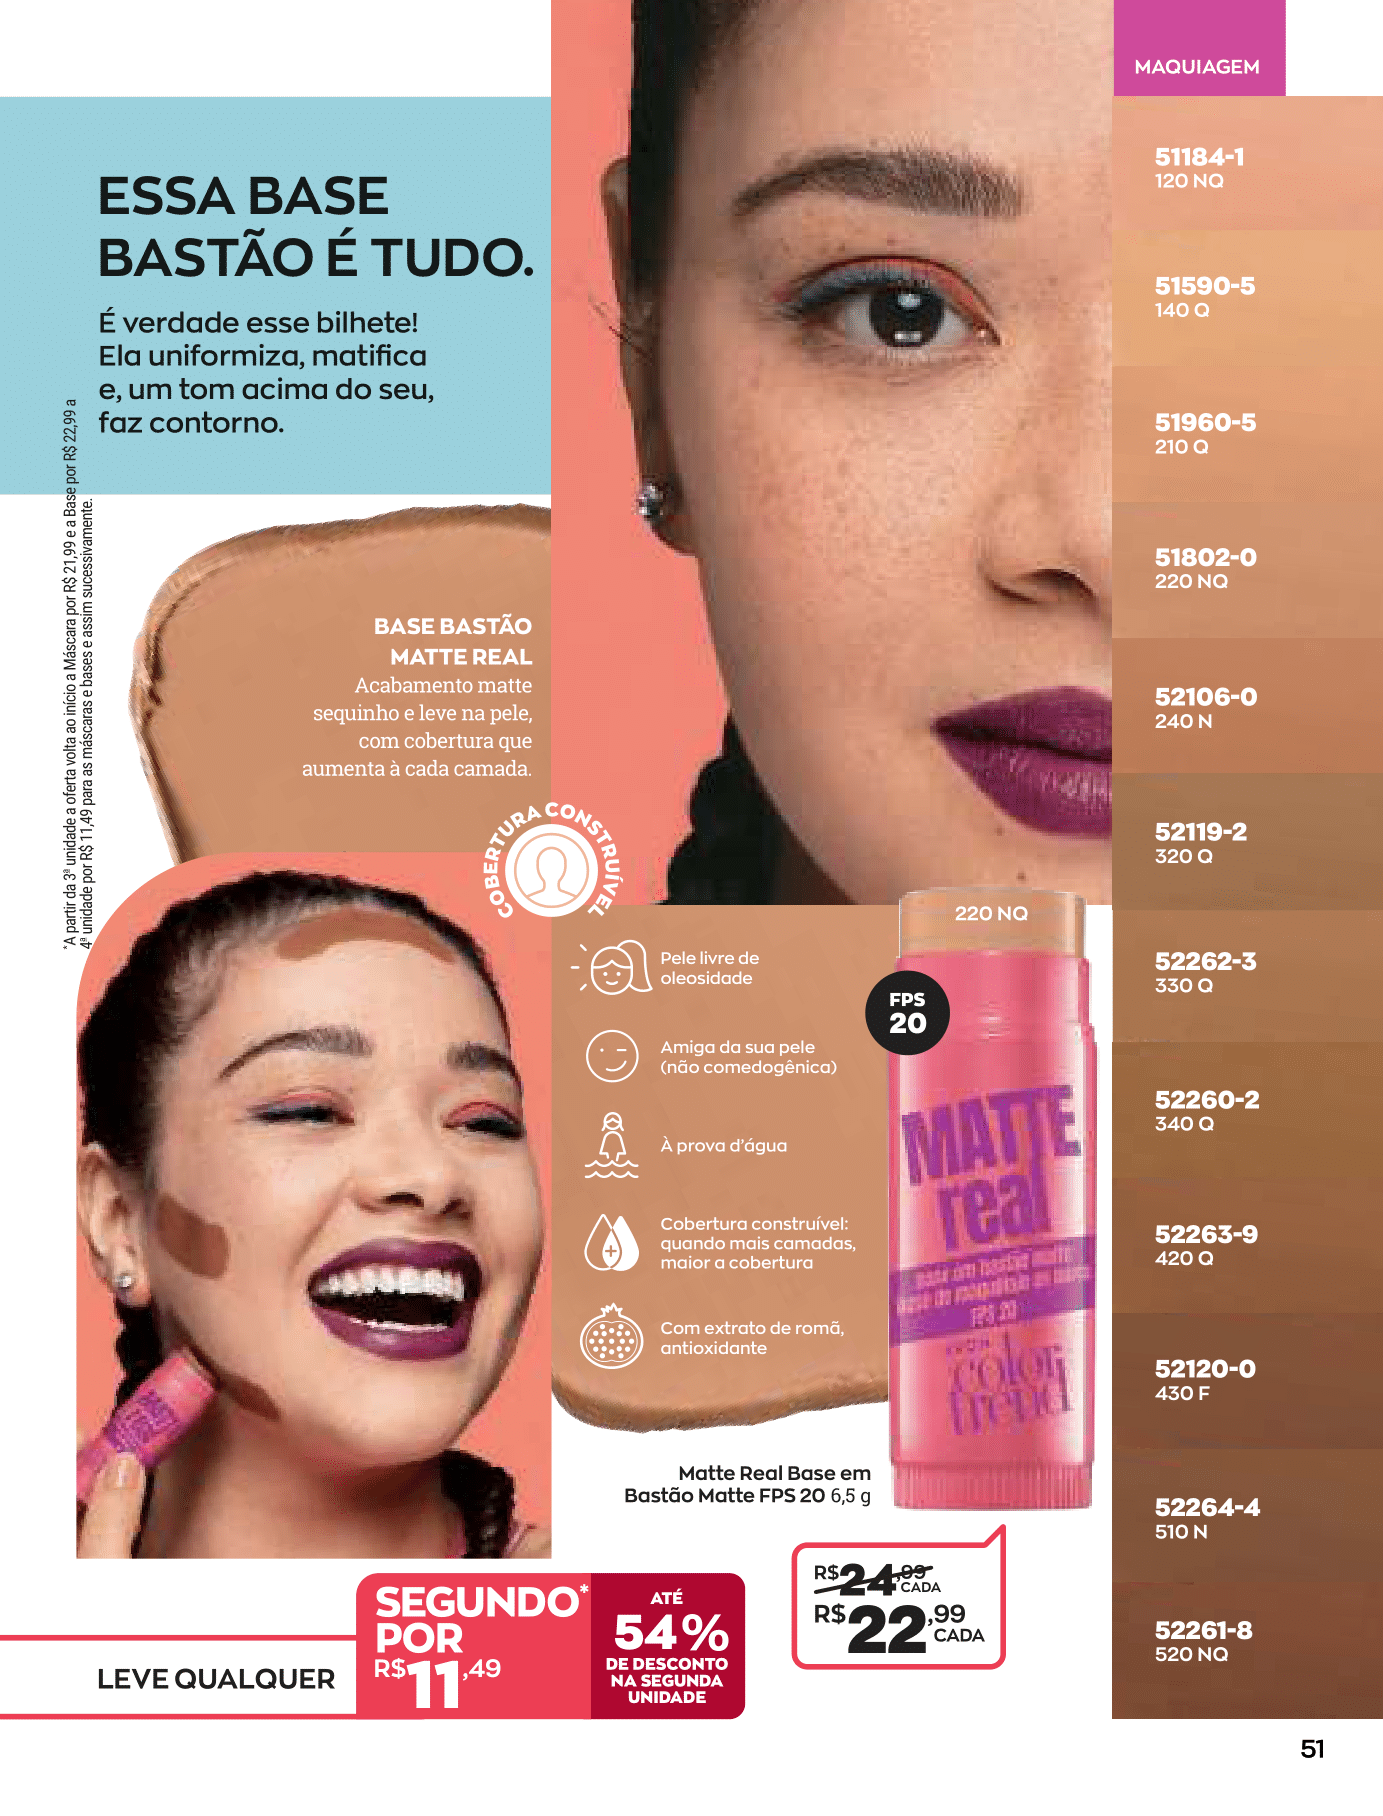 MAQUIAGEM
ESSA BASE
BASTÃO É TUDO.
É verdade esse bilhete!
Ela uniformiza, matifica
e, um tom acima do seu,
faz contorno.
*A partir da 3ª unidade a oferta volta ao início a Máscara por R$ 21,99 e a Base por R$ 22,99 a
4ª unidade por R$ 11,49 para as máscaras e bases e assim sucessivamente.
BASE BASTÃO
MATTE REAL
Acabamento matte
sequinho e leve na pele,
com cobertura que
aumenta à cada camada.
COBERTURA CONSTRUÍVEL
Pele livre de
oleosidade
Amiga da sua pele
(não comedogênica)
À prova d'água
Cobertura construível:
quando mais camadas,
maior a cobertura
Com extrato de romã,
antioxidante
220 NQ
FPS
20
MATTE
real
FPS 20
color
trend
Matte Real Base em
Bastão Matte FPS 20 6,5 g
R$24,99
CADA
R$22,99
CADA
LEVE QUALQUER
SEGUNDO*
POR
R$11,49
ATÉ
54%
DE DESCONTO
NA SEGUNDA
UNIDADE
51184-1
120 NQ
51590-5
140 Q
51960-5
210 Q
51802-0
220 NQ
52106-0
240 N
52119-2
320 Q
52262-3
330 Q
52260-2
340 Q
52263-9
420 Q
52120-0
430 F
52264-4
510 N
52261-8
520 NQ
51